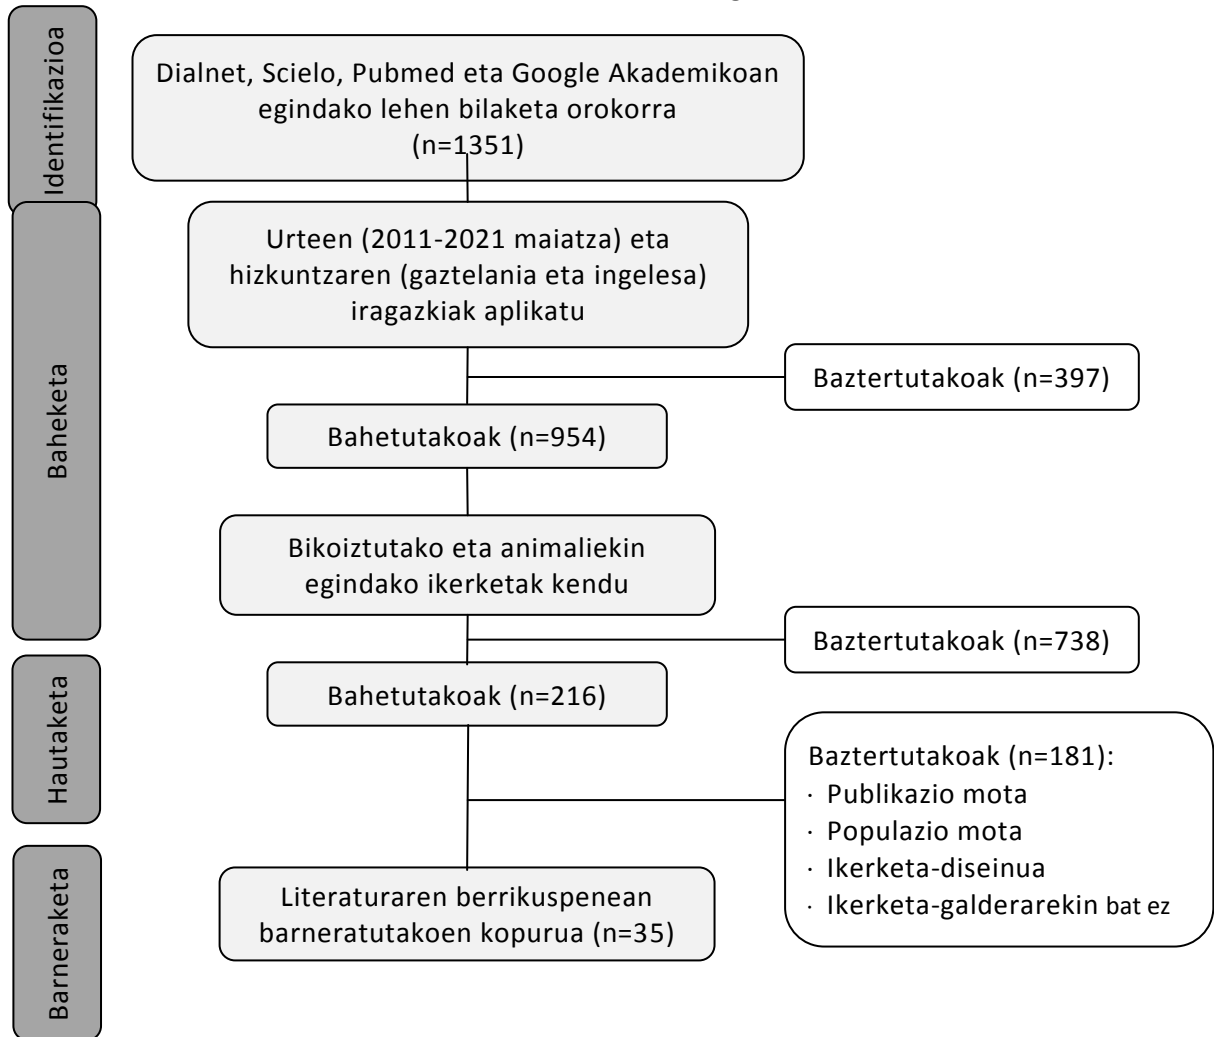 Identifikazioa
Dialnet, Scielo, Pubmed eta Google Akademikoan
egindako lehen bilaketa orokorra
(n=1351)
Baheketa
Urteen (2011-2021 maiatza) eta
hizkuntzaren (gaztelania eta ingelesa)
iragazkiak aplikatu
Baztertutakoak (n=397)
Bahetutakoak (n=954)
Bikoiztutako eta animaliekin
egindako ikerketak kendu
Baztertutakoak (n=738)
Hautaketa
Bahetutakoak (n=216)
Baztertutakoak (n=181):
· Publikazio mota
· Populazio mota
· Ikerketa-diseinua
· Ikerketa-galderarekin bat ez
Barneraketa
Literaturaren berrikuspenean
barneratutakoen kopurua (n=35)